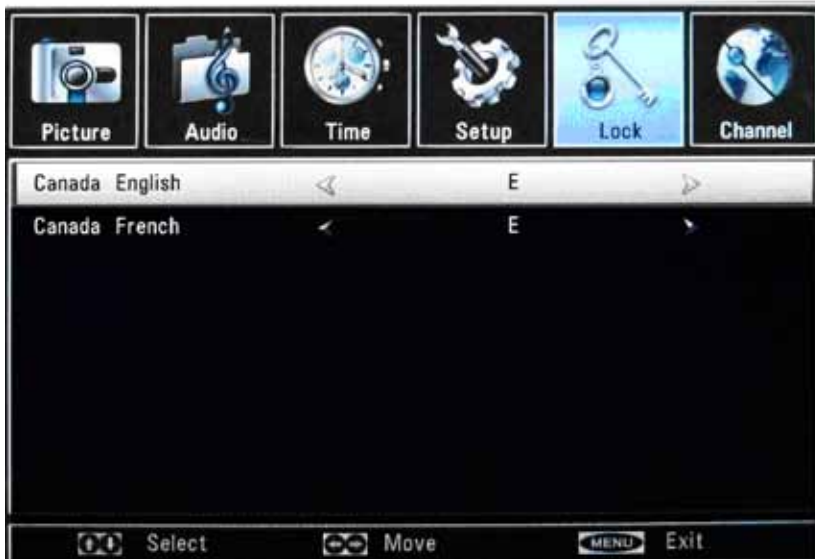 Picture Audio Time Setup Lock Channel
Canada English E
Canada French E
Select Move MENU Exit